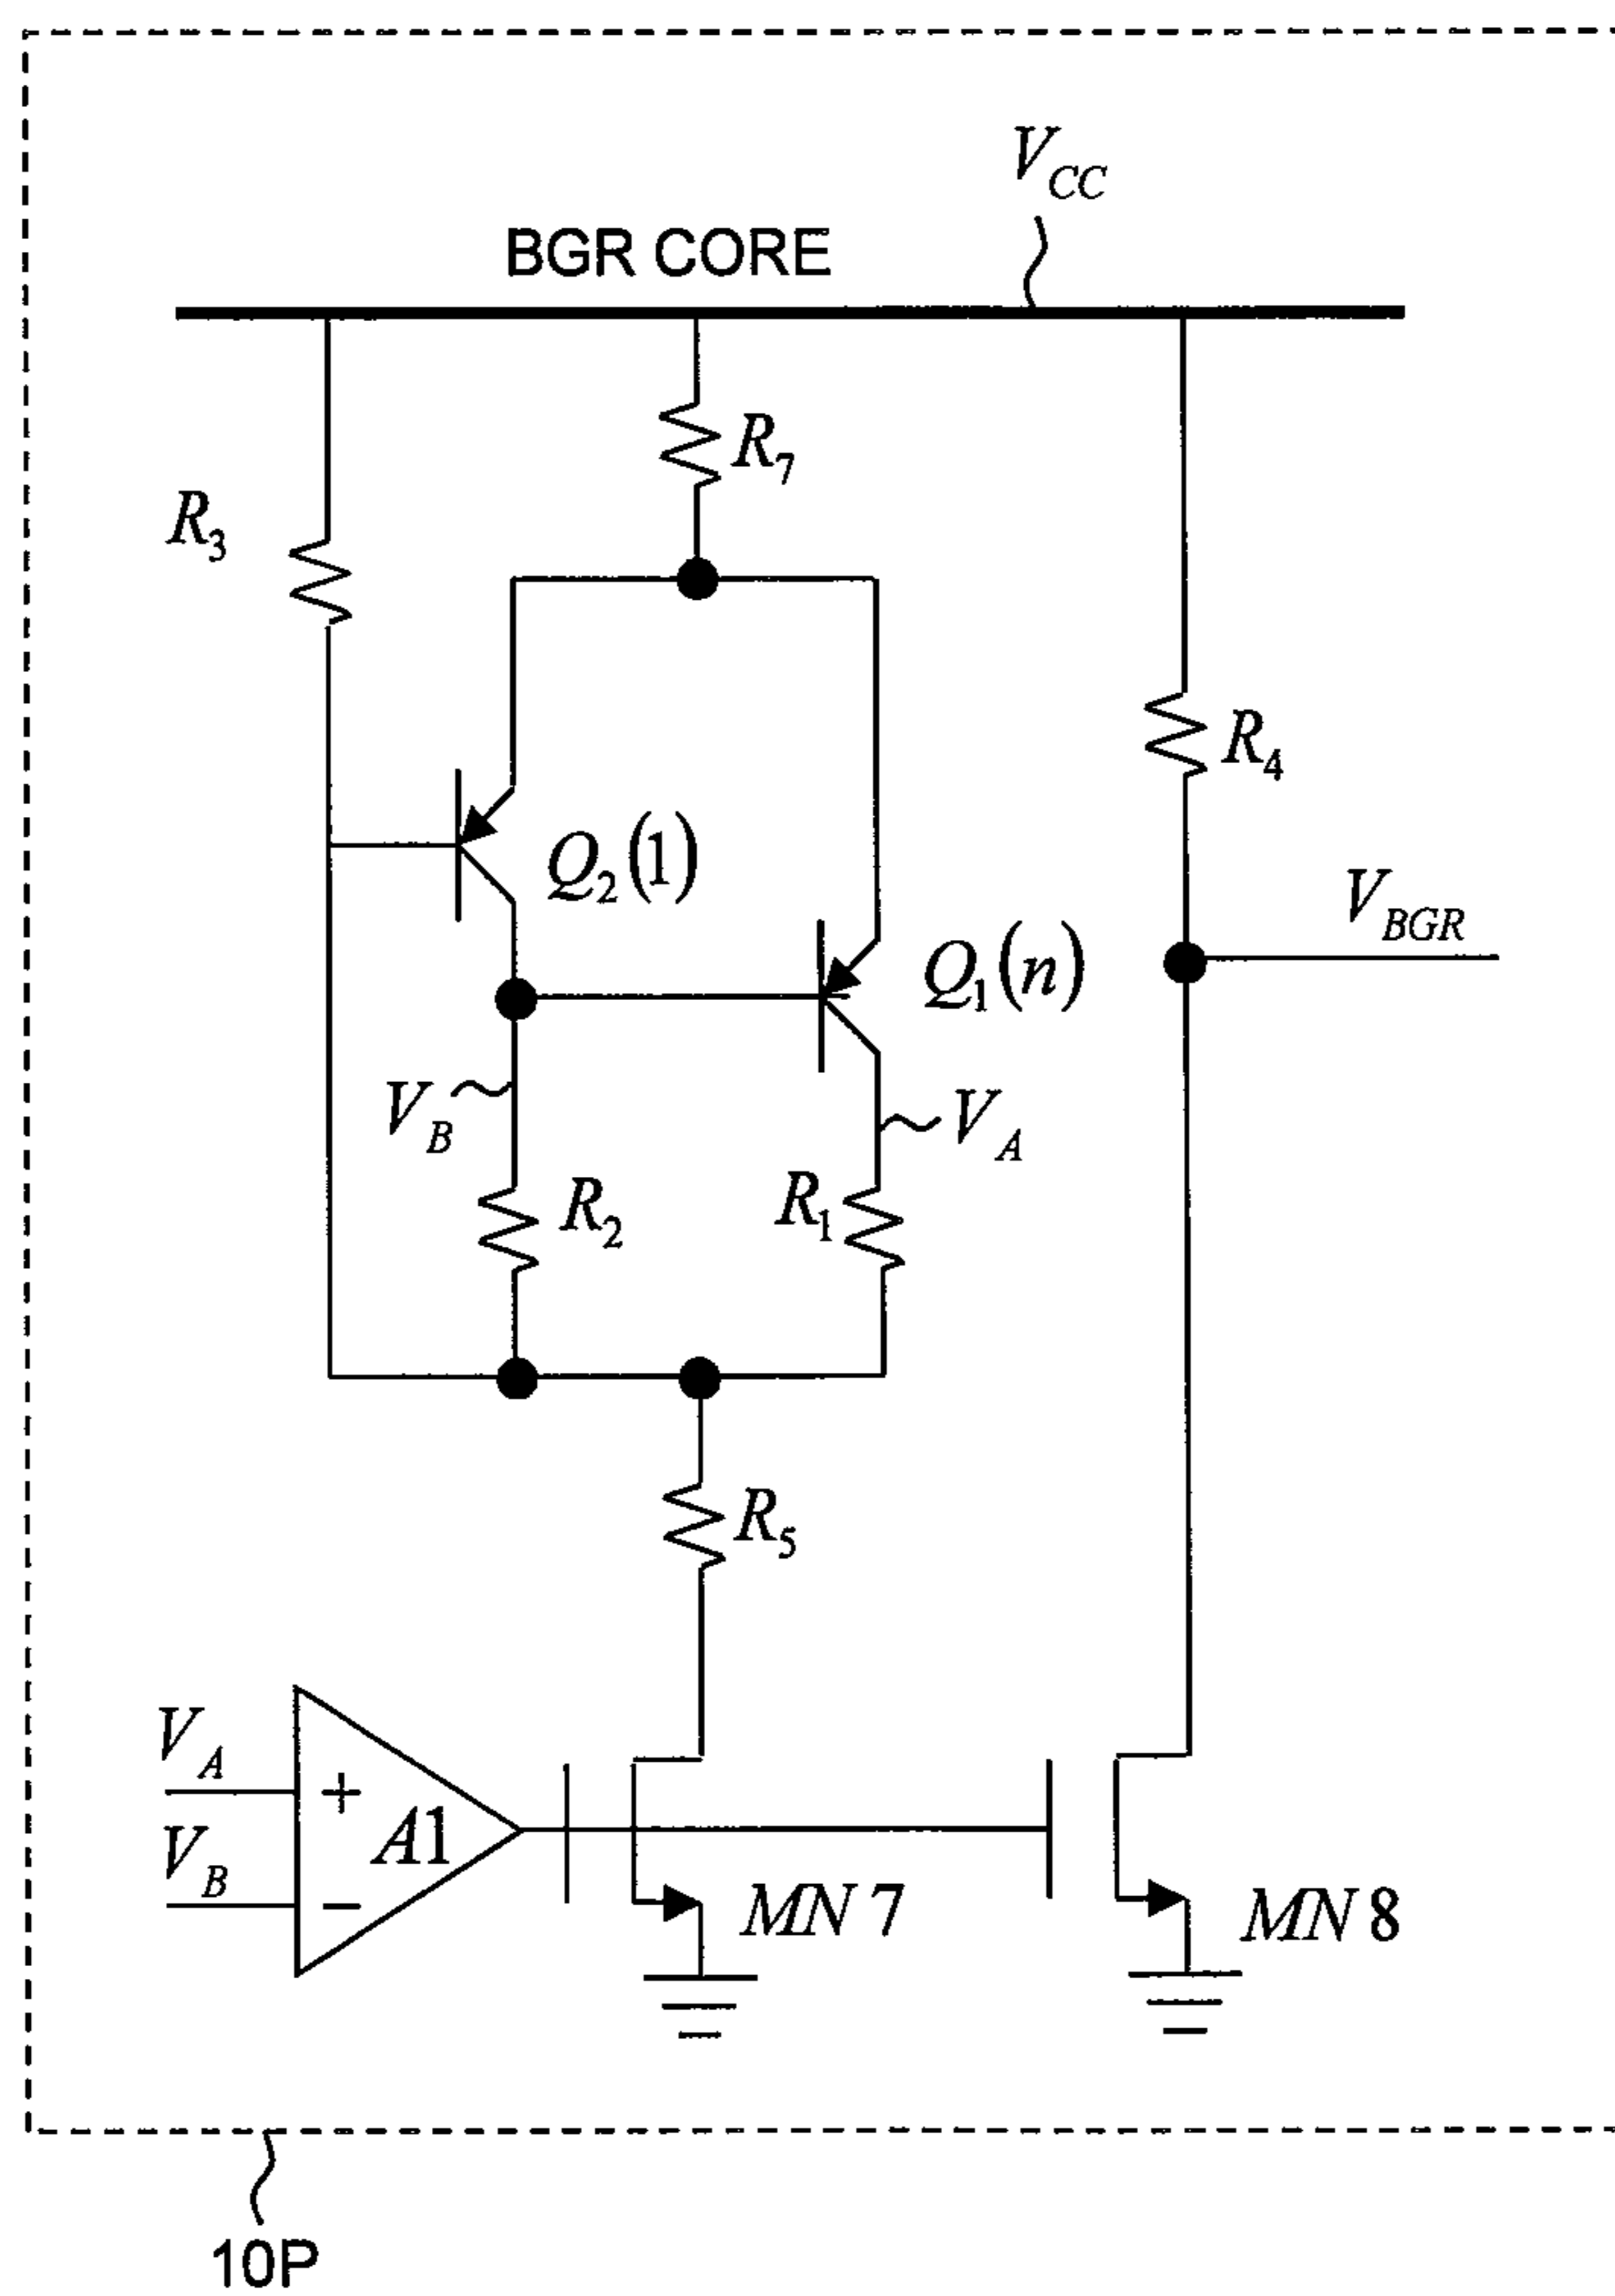 V_CC
BGR CORE
R_7
R_3
R_4
Q_2(1)
V_BGR
Q_1(n)
V_B
V_A
R_2
R_1
R_5
V_A
+
A1
V_B
−
MN 7
MN 8
10P